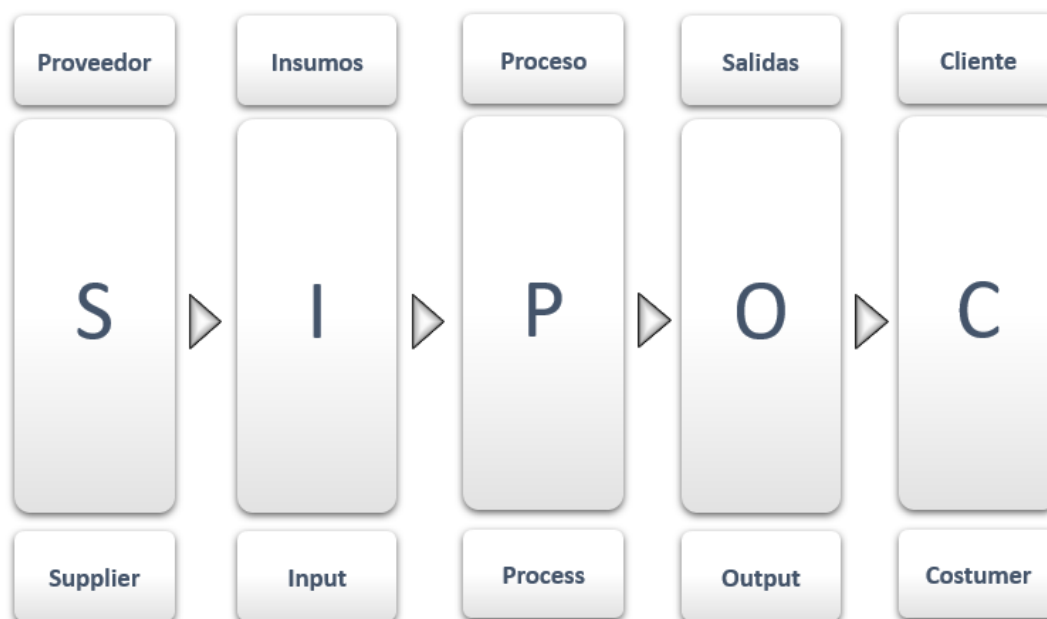 Proveedor
Insumos
Proceso
Salidas
Cliente
S
I
P
O
C
Supplier
Input
Process
Output
Costumer